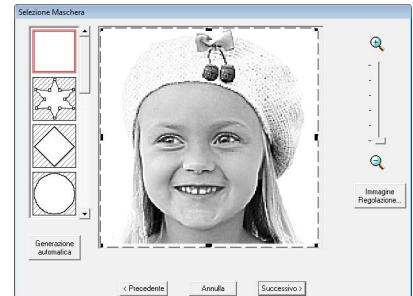 Selezione Maschera
Immagine
Regolazione...
Generazione
automatica
< Precedente
Annulla
Successivo >